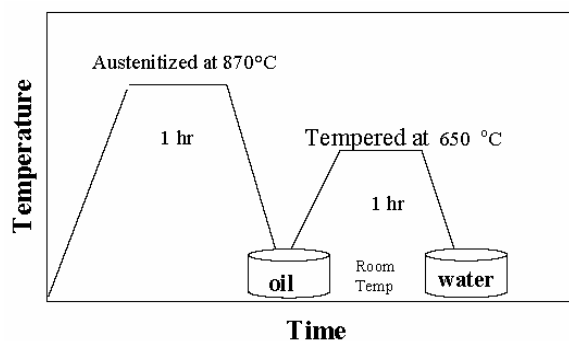 Austenitized at 870°C
1 hr
Tempered at 650 °C
1 hr
oil
Room
Temp
water
Temperature
Time